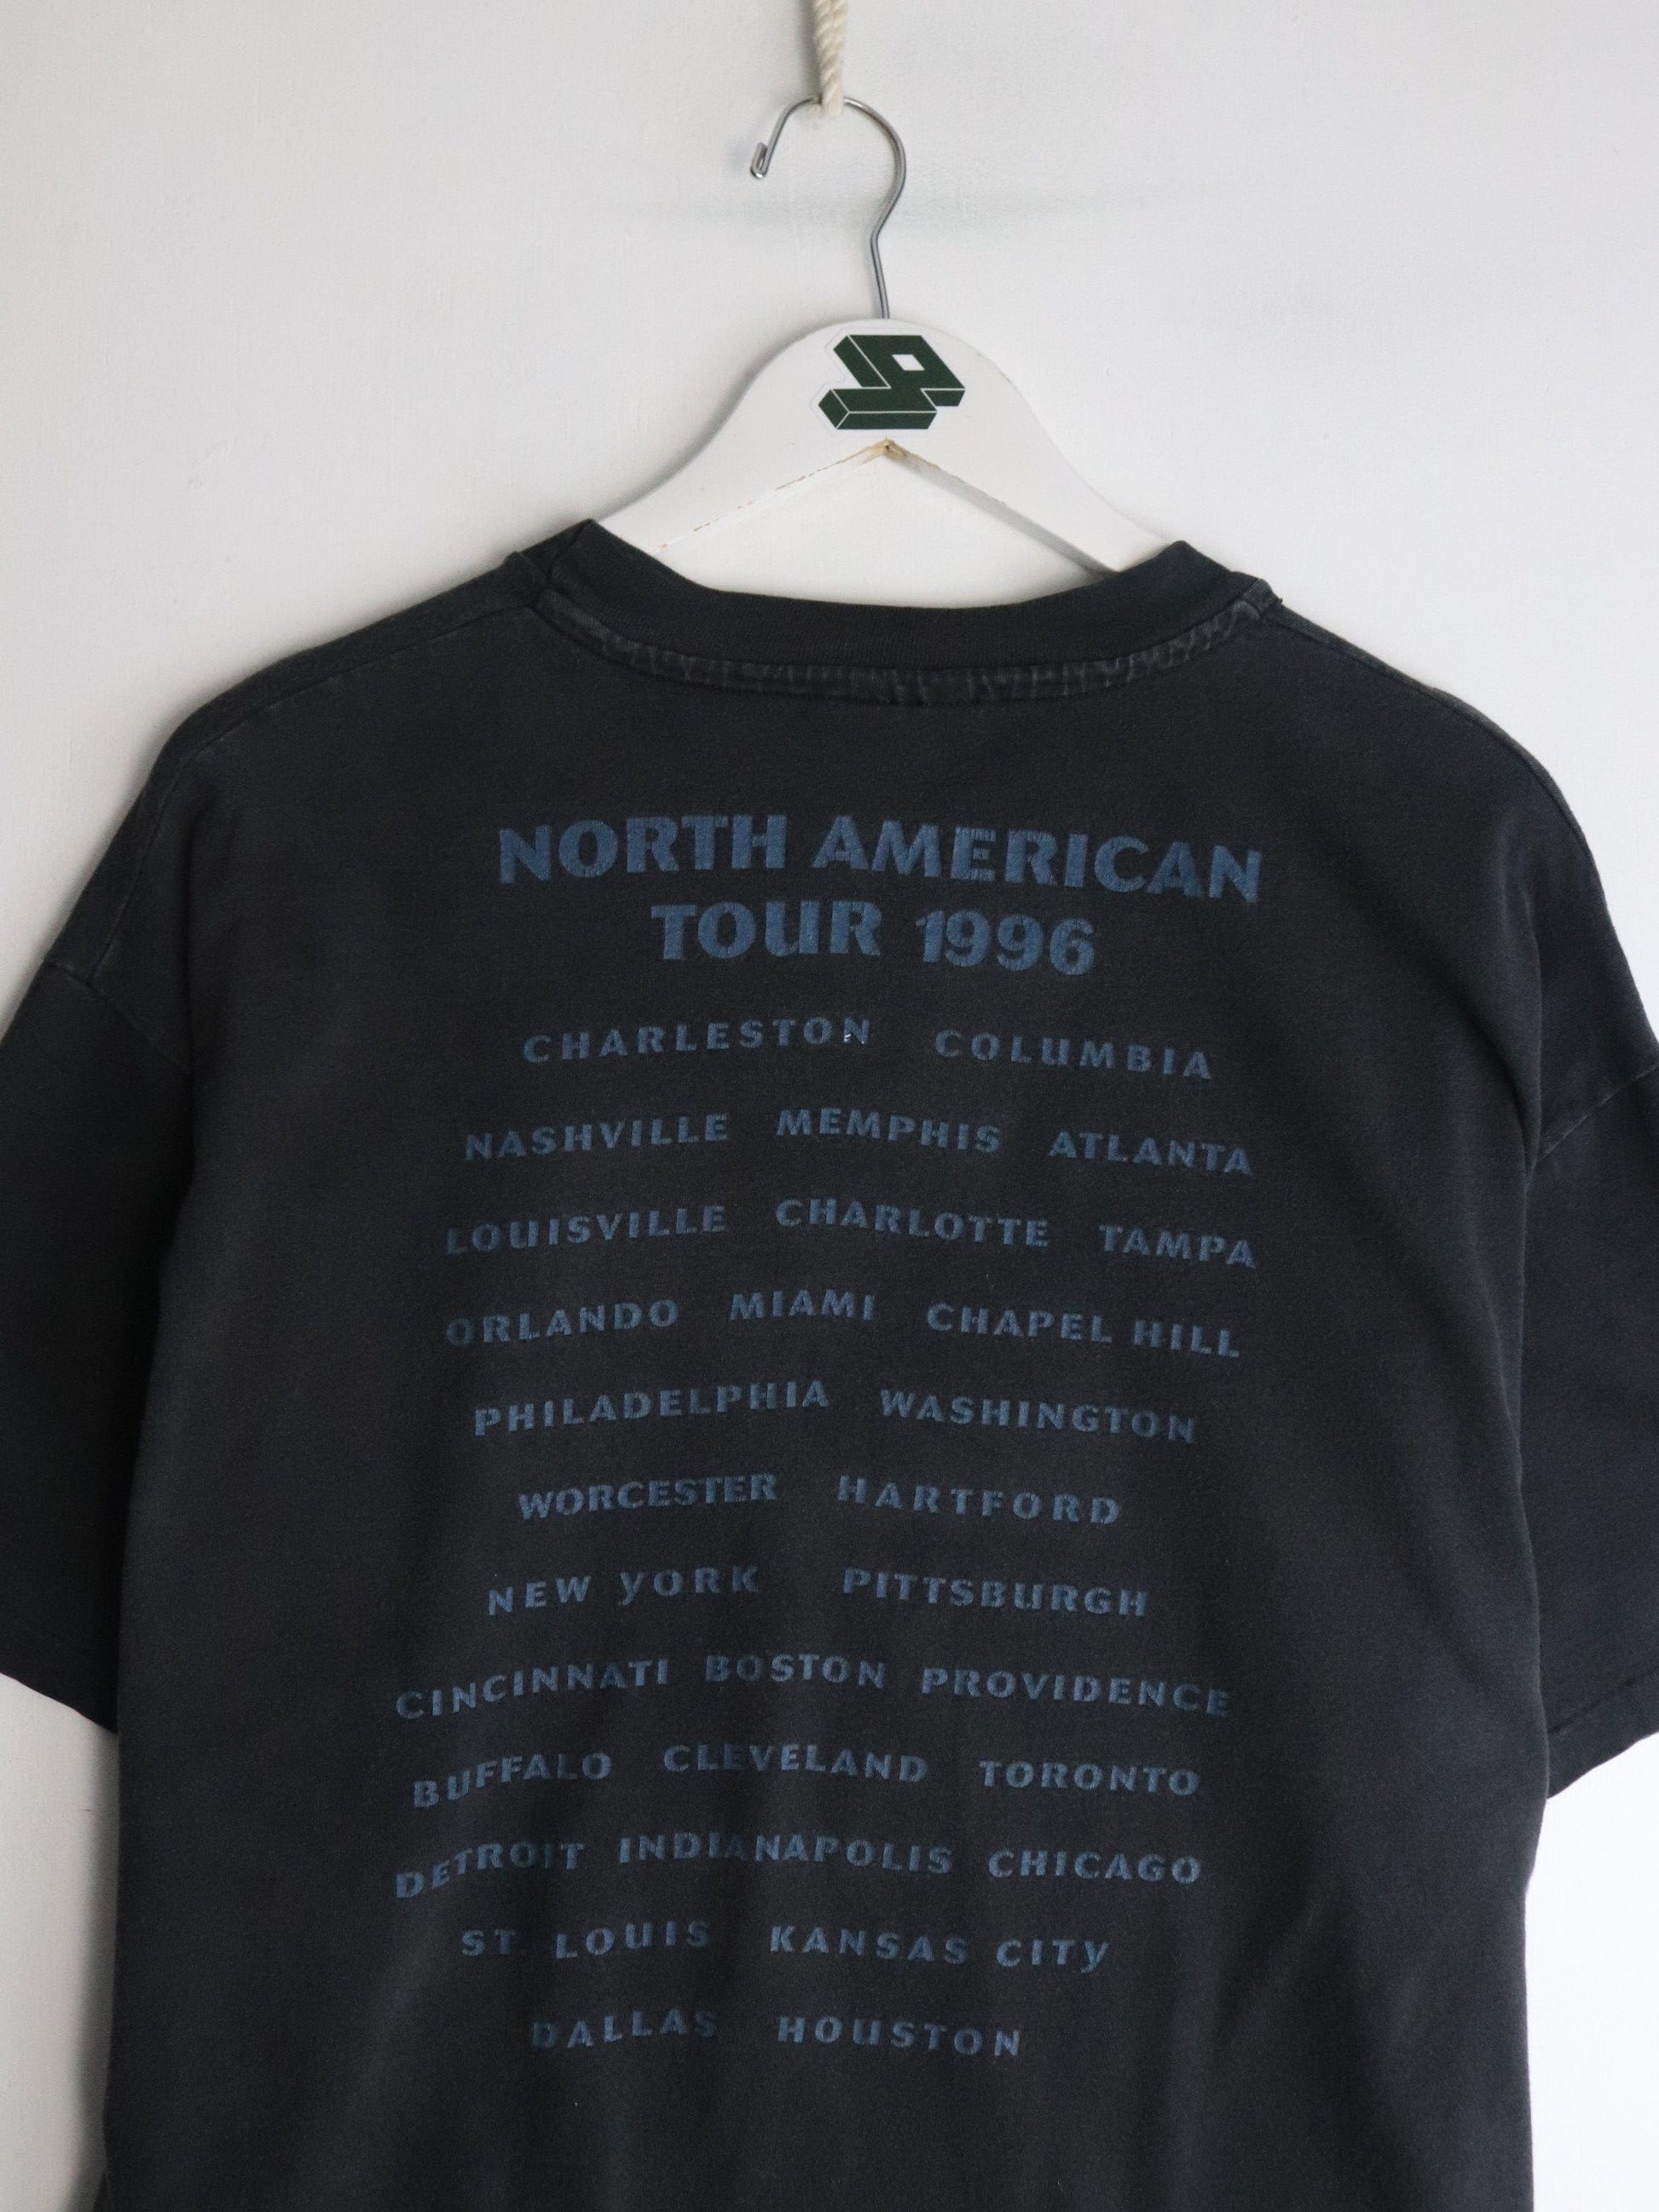 NORTH AMERICAN
TOUR 1996
CHARLESTON COLUMBIA
NASHVILLE MEMPHIS ATLANTA
LOUISVILLE CHARLOTTE TAMPA
ORLANDO MIAMI CHAPEL HILL
PHILADELPHIA WASHINGTON
WORCESTER HARTFORD
NEW YORK PITTSBURGH
CINCINNATI BOSTON PROVIDENCE
BUFFALO CLEVELAND TORONTO
DETROIT INDIANAPOLIS CHICAGO
ST. LOUIS KANSAS CITY
DALLAS HOUSTON